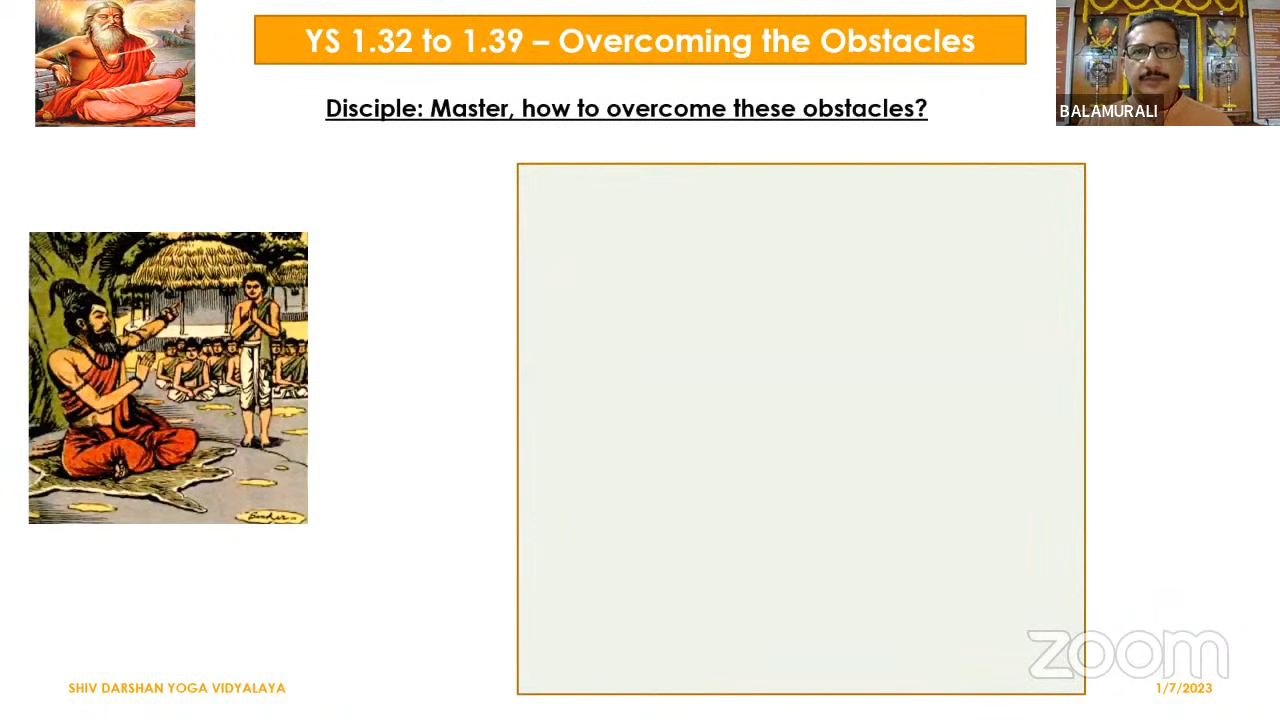 YS 1.32 to 1.39 – Overcoming the Obstacles
Disciple: Master, how to overcome these obstacles?
BALAMURALI
zoom
SHIV DARSHAN YOGA VIDYALAYA
1/7/2023